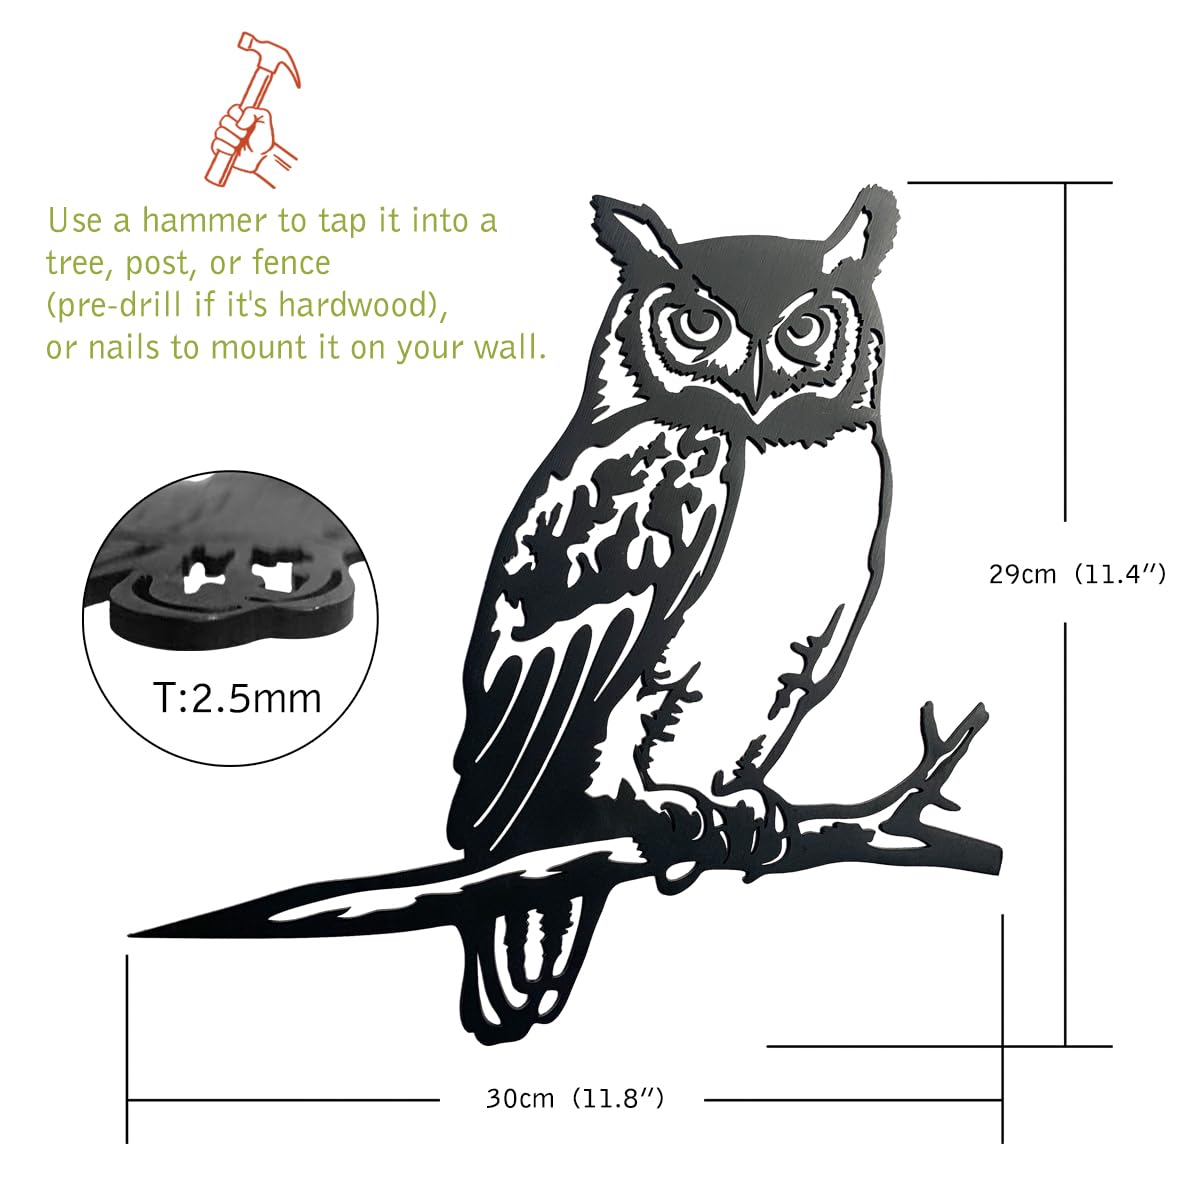 Use a hammer to tap it into a
tree, post, or fence
(pre-drill if it's hardwood),
or nails to mount it on your wall.
T:2.5mm
29cm (11.4″)
30cm (11.8″)